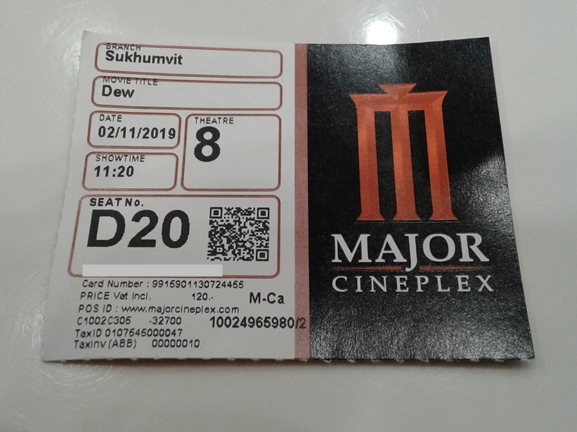 BRANCH
Sukhumvit
MOVIE TITLE
Dew
DATE
02/11/2019
THEATRE
8
SHOWTIME
11:20
SEAT No.
D20
Card Number : 9915901130724455
PRICE Vat Incl. 120.- M-Ca
POS ID : www.majorcineplex.com
C1002C305 -32700 10024965980/2
TaxID 0107545000047
TaxInv (ABB) 00000010
MAJOR
CINEPLEX